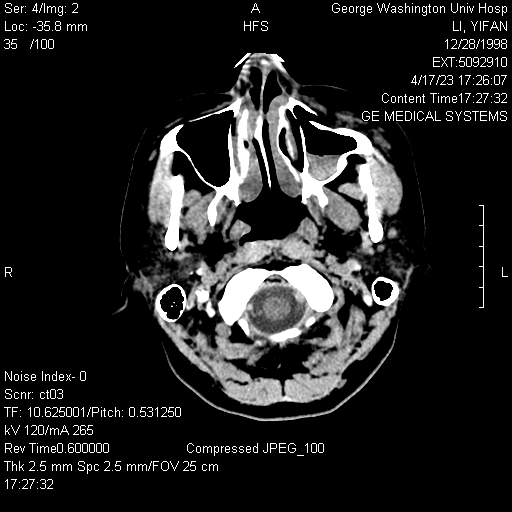 Ser: 4/Img: 2
Loc: -35.8 mm
35 /100
A
HFS
George Washington Univ Hosp
LI, YIFAN
12/28/1998
EXT:5092910
4/17/23 17:26:07
Content Time17:27:32
GE MEDICAL SYSTEMS
R
L
Noise Index- 0
Scnr: ct03
TF: 10.625001/Pitch: 0.531250
kV 120/mA 265
Rev Time0.600000
Compressed JPEG_100
Thk 2.5 mm Spc 2.5 mm/FOV 25 cm
17:27:32